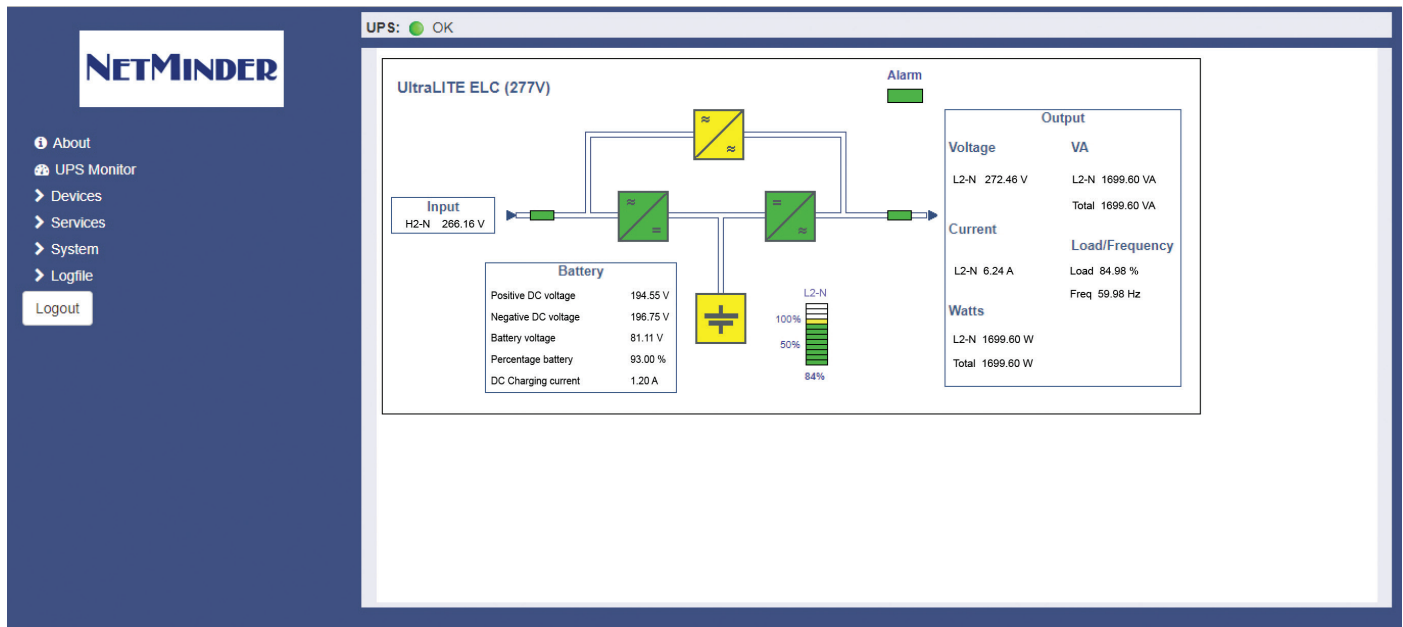 UPS: OK
NETMINDER
About
UPS Monitor
Devices
Services
System
Logfile
Logout
UltraLITE ELC (277V)
Alarm
Input
H2-N 266.16 V
≈
≈
≈
=
=
≈
Battery
Positive DC voltage 194.55 V
Negative DC voltage 196.75 V
Battery voltage 81.11 V
Percentage battery 93.00 %
DC Charging current 1.20 A
L2-N
100%
50%
84%
Output
Voltage VA
L2-N 272.46 V L2-N 1699.60 VA
Total 1699.60 VA
Current
Load/Frequency
L2-N 6.24 A Load 84.98 %
Freq 59.98 Hz
Watts
L2-N 1699.60 W
Total 1699.60 W